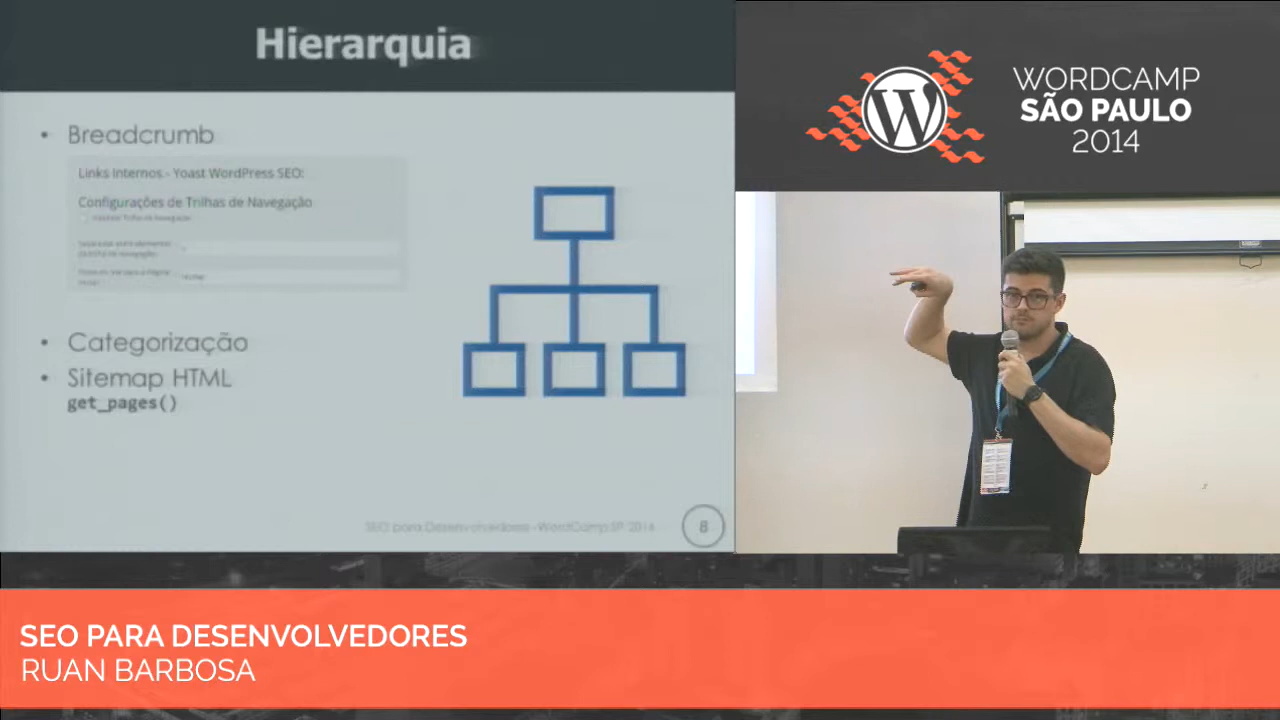 Hierarquia
• Breadcrumb
Links Internos - Yoast WordPress SEO:
Configurações de Trilhas de Navegação
• Categorização
• Sitemap HTML
get_pages()
SEO para Desenvolvedores - WordCamp SP 2014
8
WORDCAMP
SÃO PAULO
2014
SEO PARA DESENVOLVEDORES
RUAN BARBOSA